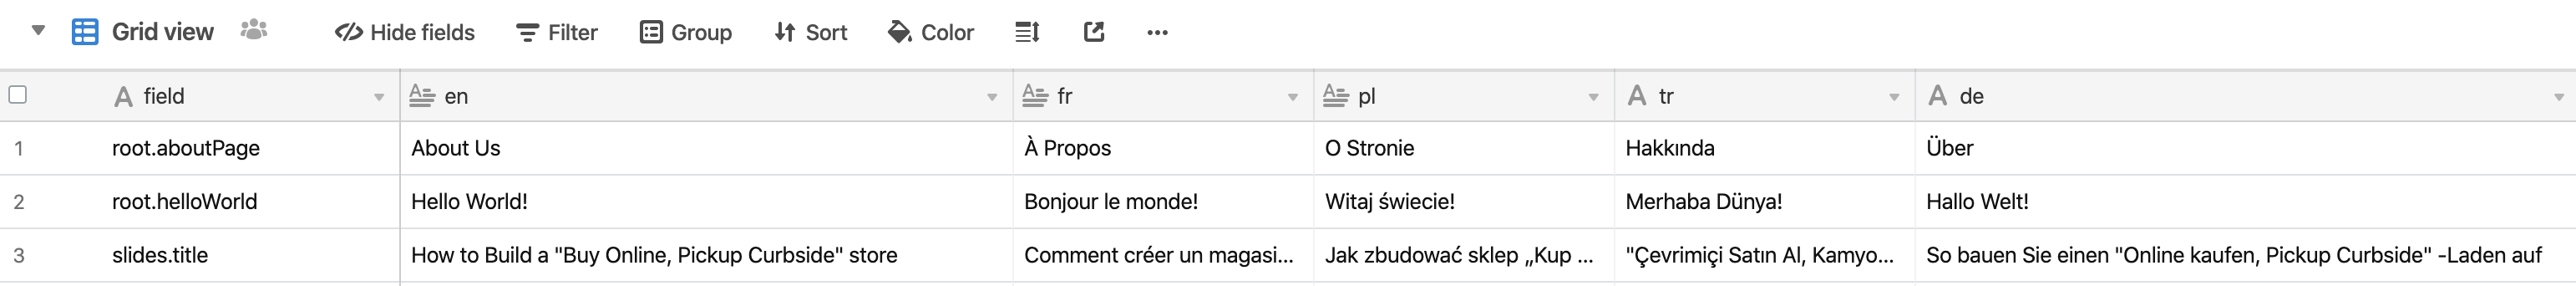 Grid view Hide fields Filter Group Sort Color
field en fr pl tr de
1 root.aboutPage About Us À Propos O Stronie Hakkında Über
2 root.helloWorld Hello World! Bonjour le monde! Witaj świecie! Merhaba Dünya! Hallo Welt!
3 slides.title How to Build a "Buy Online, Pickup Curbside" store Comment créer un magasi... Jak zbudować sklep „Kup ... "Çevrimiçi Satın Al, Kamyo... So bauen Sie einen "Online kaufen, Pickup Curbside" -Laden auf